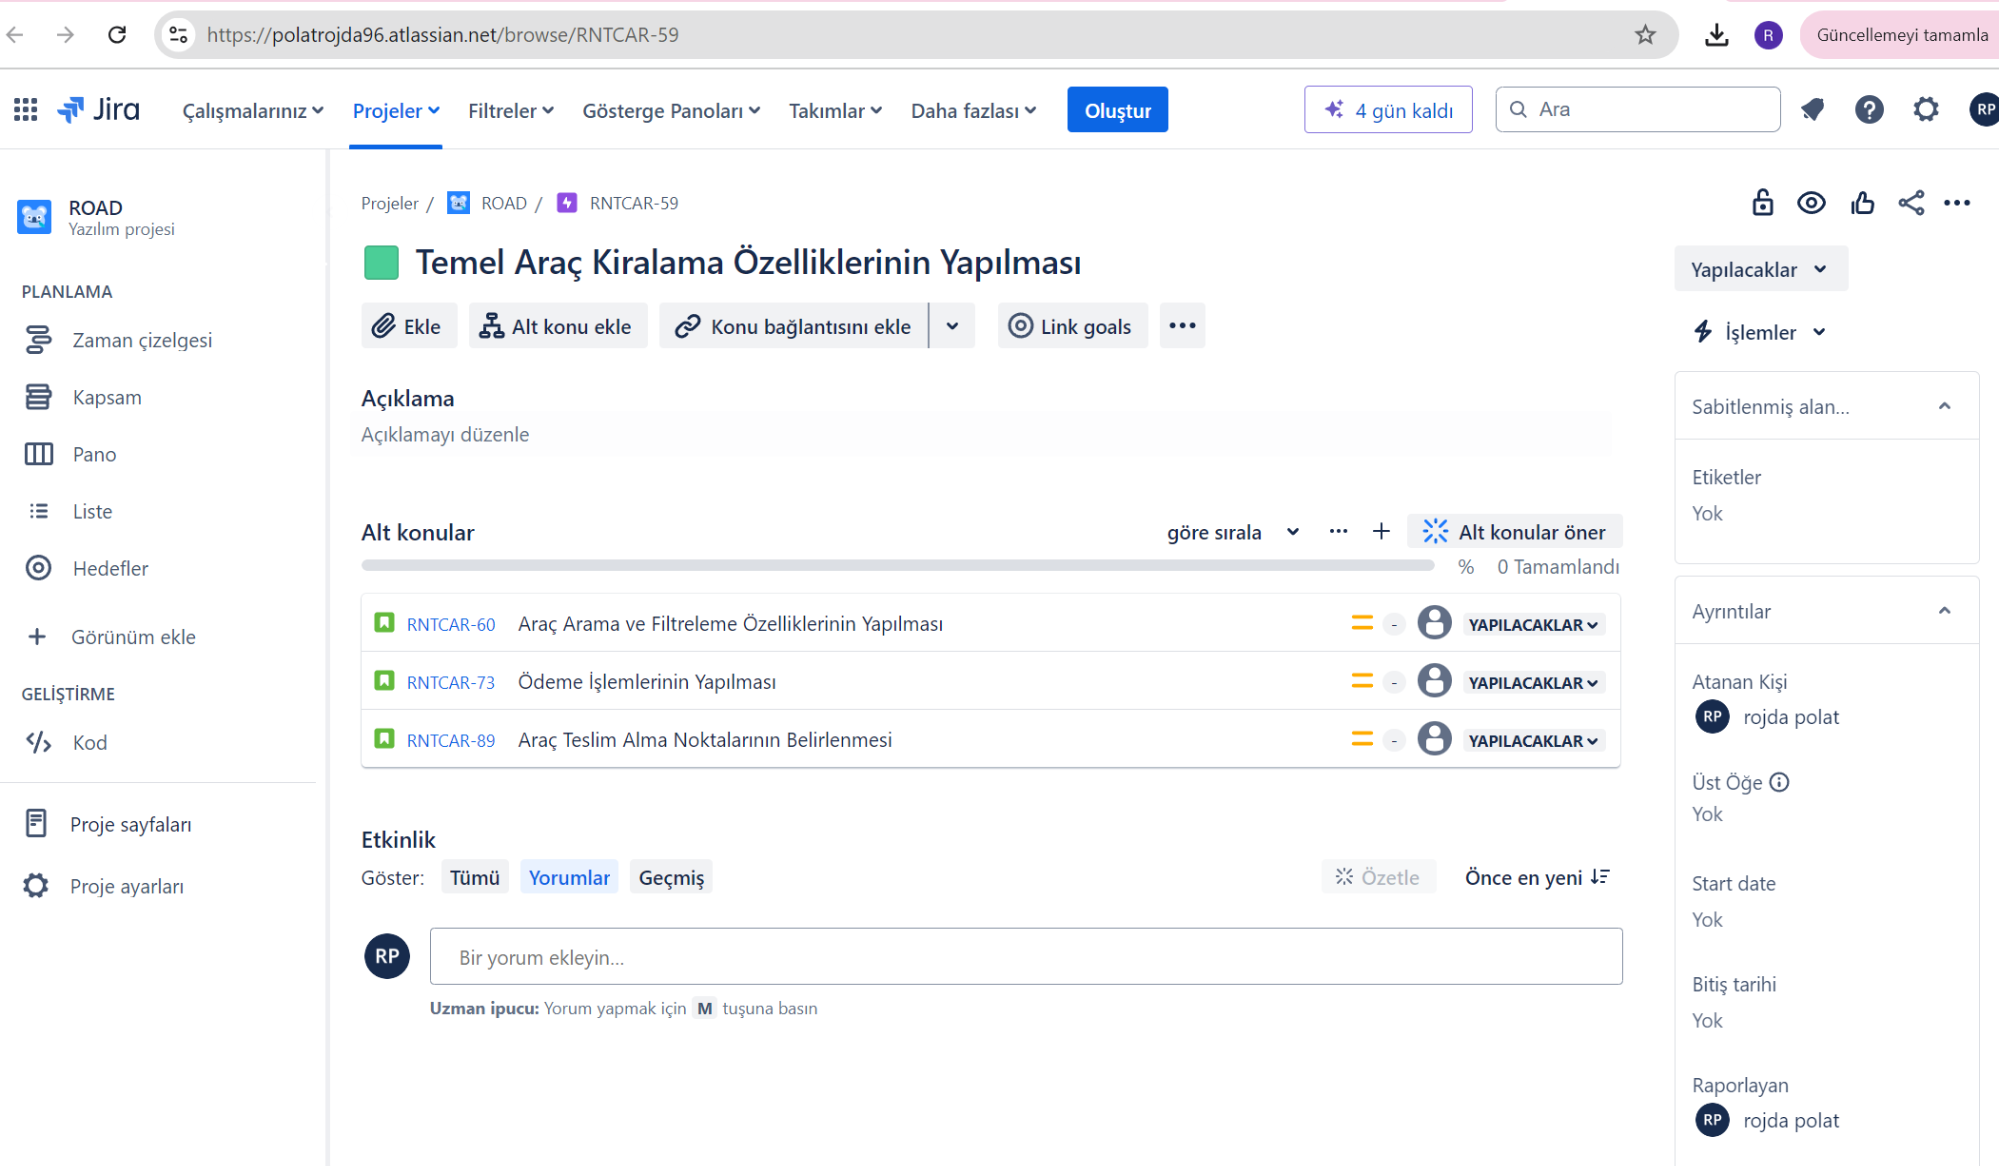 https://polatrojda96.atlassian.net/browse/RNTCAR-59
R
Güncellemeyi tamamla
Jira
Çalışmalarınız
Projeler
Filtreler
Gösterge Panoları
Takımlar
Daha fazlası
Oluştur
4 gün kaldı
Ara
RP
ROAD
Yazılım projesi
PLANLAMA
Zaman çizelgesi
Kapsam
Pano
Liste
Hedefler
Görünüm ekle
GELİŞTİRME
Kod
Proje sayfaları
Proje ayarları
Projeler / ROAD / RNTCAR-59
Temel Araç Kiralama Özelliklerinin Yapılması
Ekle
Alt konu ekle
Konu bağlantısını ekle
Link goals
Açıklama
Açıklamayı düzenle
Alt konular
göre sırala
Alt konular öner
% 0 Tamamlandı
RNTCAR-60 Araç Arama ve Filtreleme Özelliklerinin Yapılması - YAPILACAKLAR
RNTCAR-73 Ödeme İşlemlerinin Yapılması - YAPILACAKLAR
RNTCAR-89 Araç Teslim Alma Noktalarının Belirlenmesi - YAPILACAKLAR
Etkinlik
Göster: Tümü Yorumlar Geçmiş
Özetle
Önce en yeni
RP
Bir yorum ekleyin...
Uzman ipucu: Yorum yapmak için M tuşuna basın
Yapılacaklar
İşlemler
Sabitlenmiş alan...
Etiketler
Yok
Ayrıntılar
Atanan Kişi
RP rojda polat
Üst Öğe
Yok
Start date
Yok
Bitiş tarihi
Yok
Raporlayan
RP rojda polat